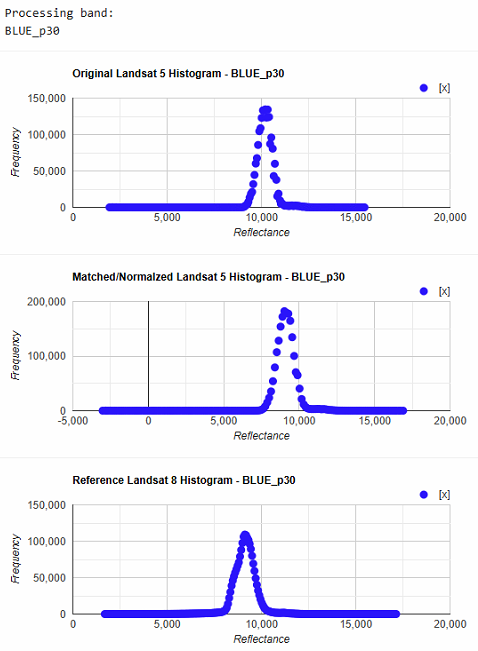 Processing band:
BLUE_p30
Original Landsat 5 Histogram - BLUE_p30
[x]
150,000
100,000
50,000
0
Frequency
0 5,000 10,000 15,000 20,000
Reflectance
Matched/Normalzed Landsat 5 Histogram - BLUE_p30
[x]
200,000
100,000
0
Frequency
-5,000 0 5,000 10,000 15,000 20,000
Reflectance
Reference Landsat 8 Histogram - BLUE_p30
[x]
150,000
100,000
50,000
0
Frequency
0 5,000 10,000 15,000 20,000
Reflectance